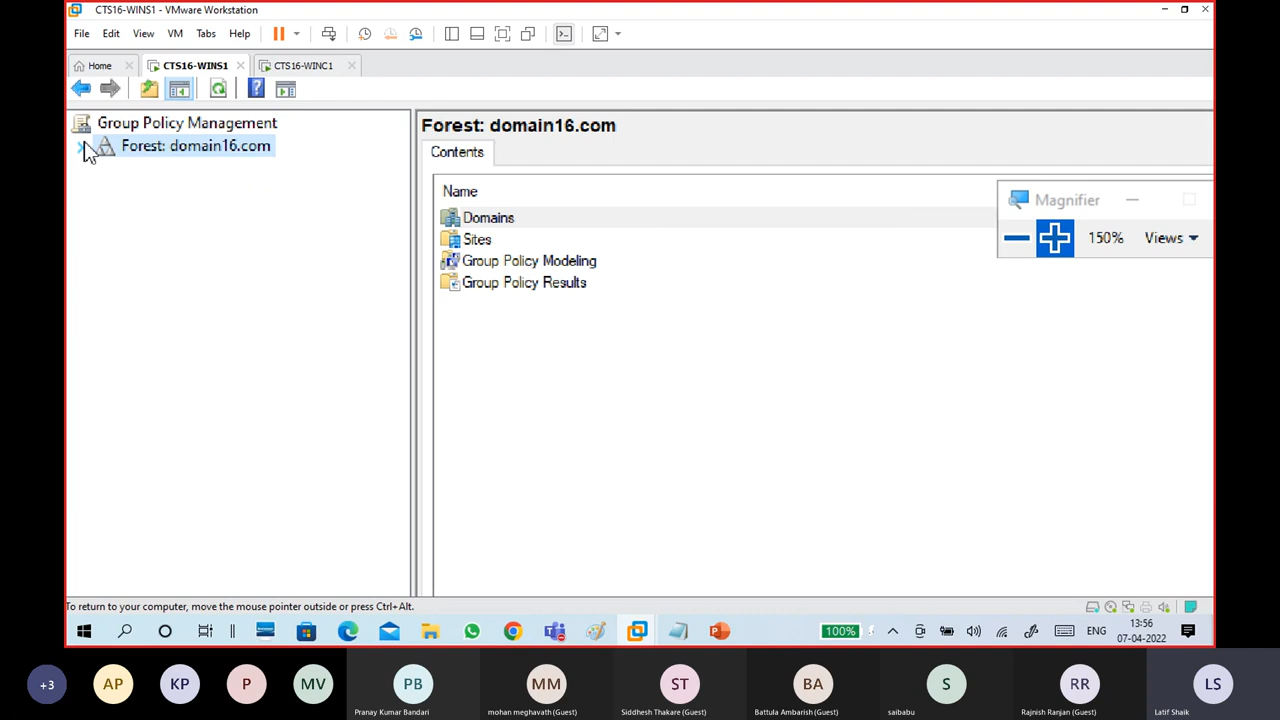 CTS16-WINS1 - VMware Workstation
File Edit View VM Tabs Help
Home CTS16-WINS1 CTS16-WINC1
Group Policy Management
Forest: domain16.com
Forest: domain16.com
Contents
Name
Domains
Sites
Group Policy Modeling
Group Policy Results
Magnifier
150% Views
To return to your computer, move the mouse pointer outside or press Ctrl+Alt.
100% ENG 13:56
07-04-2022
+3 AP KP P MV PB MM ST BA S RR LS
Pranay Kumar Bandari mohan meghavath (Guest) Siddhesh Thakare (Guest) Battula Ambarish (Guest) saibabu Rajnish Ranjan (Guest) Latif Shaik